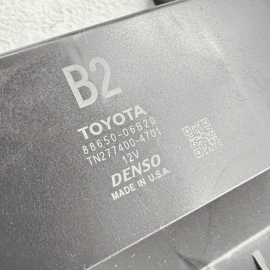 B2
TOYOTA
88650-06B20
TN277400-4701
12V
DENSO
MADE IN U.S.A.